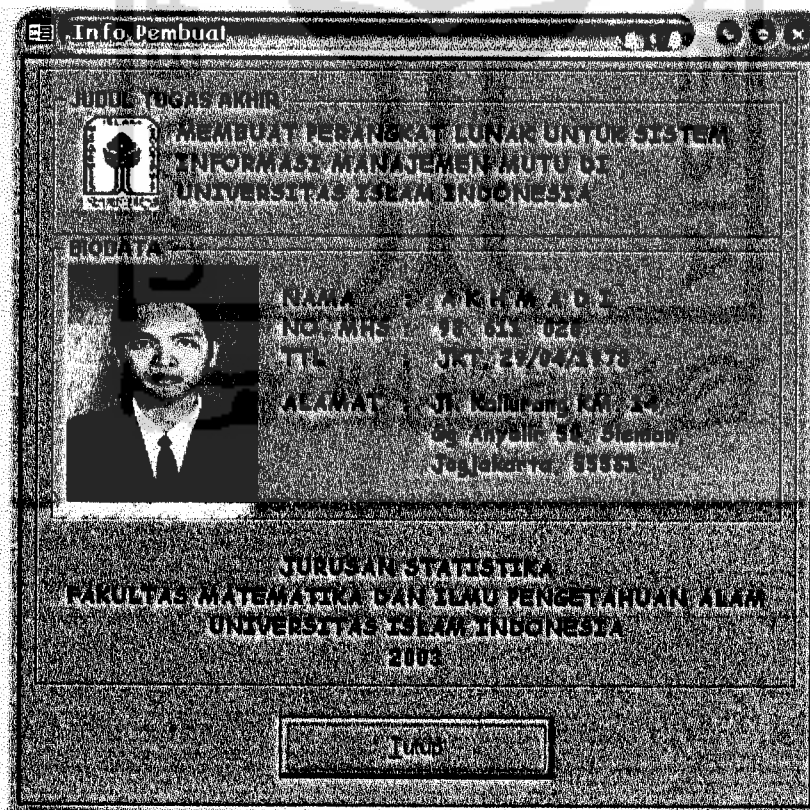 Info Pembuat
JUDUL TUGAS AKHIR
MEMBUAT PERANGKAT LUNAK UNTUK SISTEM
INFORMASI MANAJEMEN MUTU DI
UNIVERSITAS ISLAM INDONESIA
BIODATA
NAMA : AKHMADI
NO. MHS : 98 611 028
TTL : JKT, 29/04/1978
ALAMAT : Jl. Kaliurang KM. 14
Sleman,
Jogjakarta,
JURUSAN STATISTIKA
FAKULTAS MATEMATIKA DAN ILMU PENGETAHUAN ALAM
UNIVERSITAS ISLAM INDONESIA
2003
Tutup